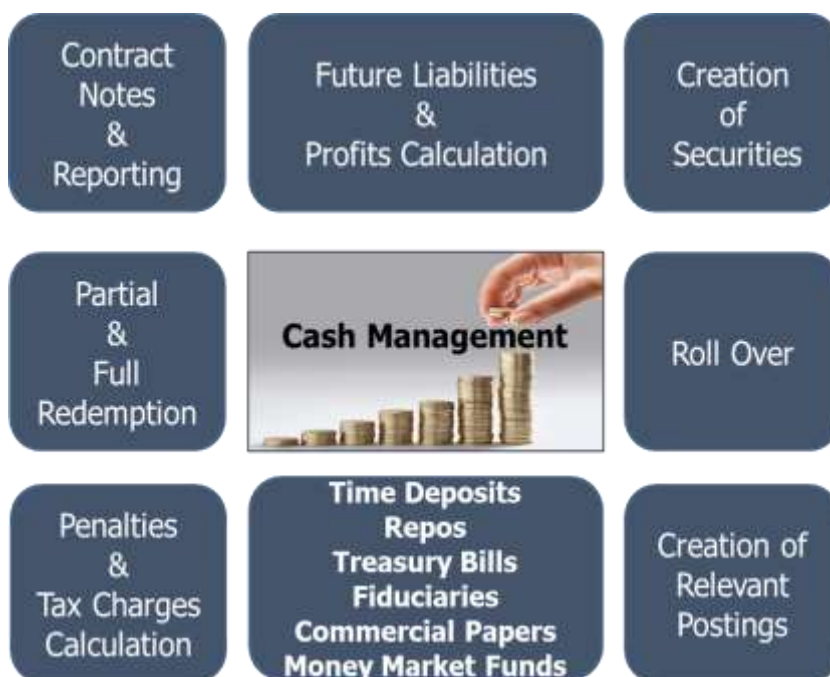 Contract
Notes
&
Reporting
Future Liabilities
&
Profits Calculation
Creation
of
Securities
Partial
&
Full
Redemption
Cash Management
Roll Over
Penalties
&
Tax Charges
Calculation
Time Deposits
Repos
Treasury Bills
Fiduciaries
Commercial Papers
Money Market Funds
Creation of
Relevant
Postings